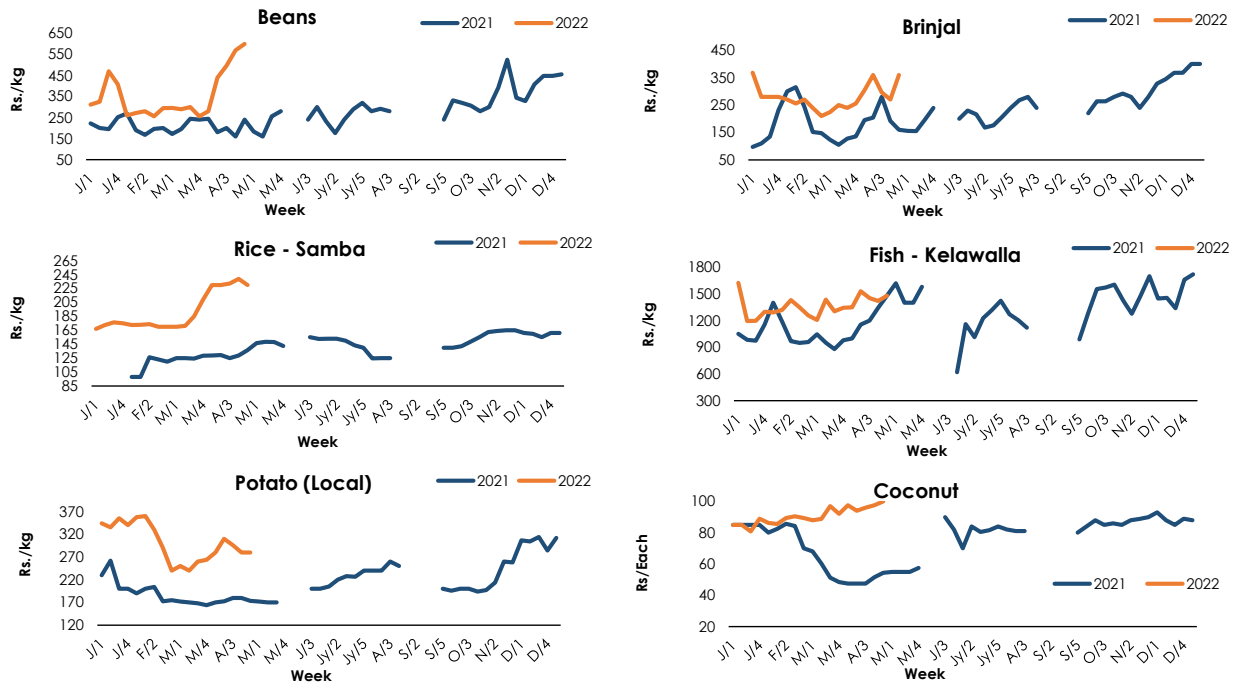 Beans
2021 2022
Rs./kg
650
550
450
350
250
150
50
J/1 J/4 F/2 M/1 M/4 A/3 M/1 M/4 J/3 Jy/2 Jy/5 A/3 S/2 S/5 O/3 N/2 D/1 D/4
Week
Brinjal
2021 2022
Rs./kg
450
350
250
150
50
J/1 J/4 F/2 M/1 M/4 A/3 M/1 M/4 J/3 Jy/2 Jy/5 A/3 S/2 S/5 O/3 N/2 D/1 D/4
Week
Rice - Samba
2021 2022
Rs./kg
265
245
225
205
185
165
145
125
105
85
J/1 J/4 F/2 M/1 M/4 A/3 M/1 M/4 J/3 Jy/2 Jy/5 A/3 S/2 S/5 O/3 N/2 D/1 D/4
Week
Fish - Kelawalla
2021 2022
Rs./kg
1800
1500
1200
900
600
300
J/1 J/4 F/2 M/1 M/4 A/3 M/1 M/4 J/3 Jy/2 Jy/5 A/3 S/2 S/5 O/3 N/2 D/1 D/4
Week
Potato (Local)
2021 2022
Rs./kg
370
320
270
220
170
120
J/1 J/4 F/2 M/1 M/4 A/3 M/1 M/4 J/3 Jy/2 Jy/5 A/3 S/2 S/5 O/3 N/2 D/1 D/4
Week
Coconut
Rs/Each
100
80
60
40
20
2021 2022
J/1 J/4 F/2 M/1 M/4 A/3 M/1 M/4 J/3 Jy/2 Jy/5 A/3 S/2 S/5 O/3 N/2 D/1 D/4
Week